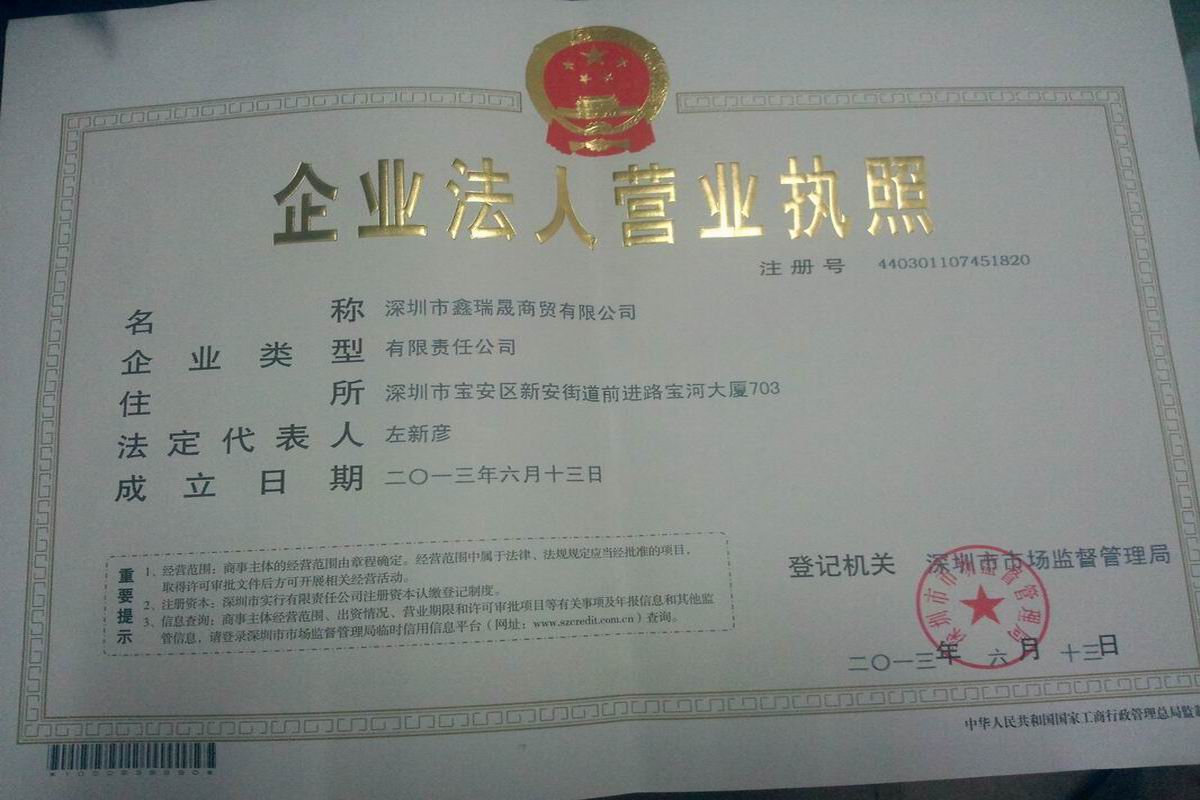 企业法人营业执照
注册号 440301107451820
名称 深圳市鑫瑞晟商贸有限公司
企业类型 有限责任公司
住所 深圳市宝安区新安街道前进路宝河大厦703
法定代表人 左新彦
成立日期 二〇一三年六月十三日
重要提示
1、经营范围：商事主体的经营范围由章程确定。经营范围中属于法律、法规规定应当经批准的项目，
取得许可审批文件后方可开展相关经营活动。
2、注册资本：深圳市实行有限责任公司注册资本认缴登记制度。
3、信息查询：商事主体经营范围、出资情况、营业期限和许可审批项目等有关事项及年报信息和其他监
管信息，请登录深圳市市场监督管理局临时信用信息平台（网址：www.szcredit.com.cn）查询。
登记机关 深圳市市场监督管理局
深圳市市场监督管理局
二〇一三年 六月 十三日
中华人民共和国国家工商行政管理总局监制